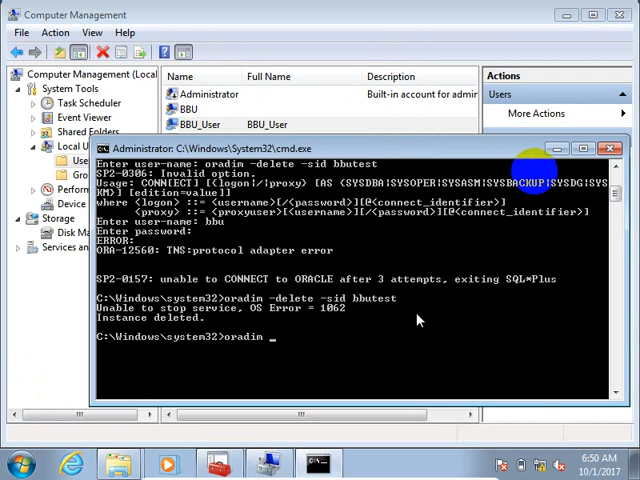 Computer Management
File Action View Help
Computer Management (Local
System Tools
Task Scheduler
Event Viewer
Shared Folders
Local U
Use
Gro
Perform
Device
Storage
Disk Ma
Services an
Name Full Name Description
Administrator Built-in account for admir
BBU
BBU_User BBU_User
Actions
Users
More Actions
Administrator: C:\Windows\System32\cmd.exe
Enter user-name: oradim -delete -sid bbutest
SP2-0306: Invalid option.
Usage: CONN[ECT] [{logon|/|proxy} [AS {SYSDBA|SYSOPER|SYSASM|SYSBACKUP|SYSDG|SYS
KM}] [edition=value]]
where <logon> ::= <username>[/<password>][@<connect_identifier>]
<proxy> ::= <proxyuser>[<username>][/<password>][@<connect_identifier>]
Enter user-name: bbu
Enter password:
ERROR:
ORA-12560: TNS:protocol adapter error
SP2-0157: unable to CONNECT to ORACLE after 3 attempts, exiting SQL*Plus
C:\Windows\system32>oradim -delete -sid bbutest
Unable to stop service, OS Error = 1062
Instance deleted.
C:\Windows\system32>oradim _
6:50 AM
10/1/2017